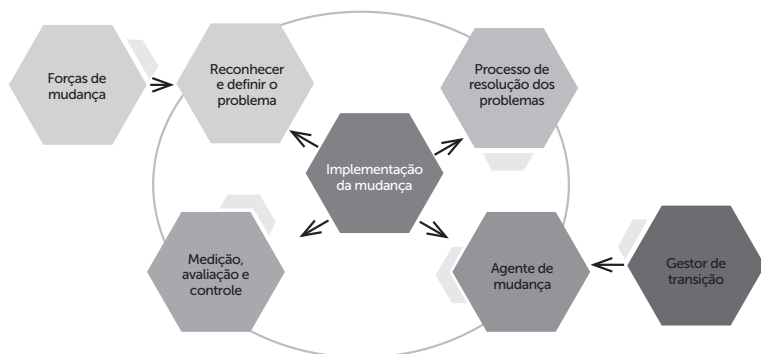 Forças de
mudança
Reconhecer
e definir o
problema
Processo de
resolução dos
problemas
Implementação
da mudança
Medição,
avaliação e
controle
Agente de
mudança
Gestor de
transição